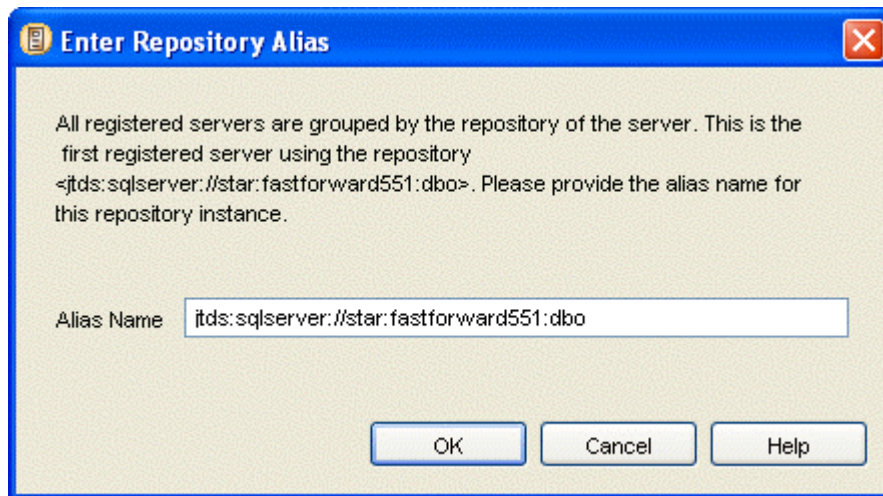 Enter Repository Alias
All registered servers are grouped by the repository of the server. This is the
first registered server using the repository
<jtds:sqlserver://star:fastforward551:dbo>. Please provide the alias name for
this repository instance.
Alias Name jtds:sqlserver://star:fastforward551:dbo
OK Cancel Help